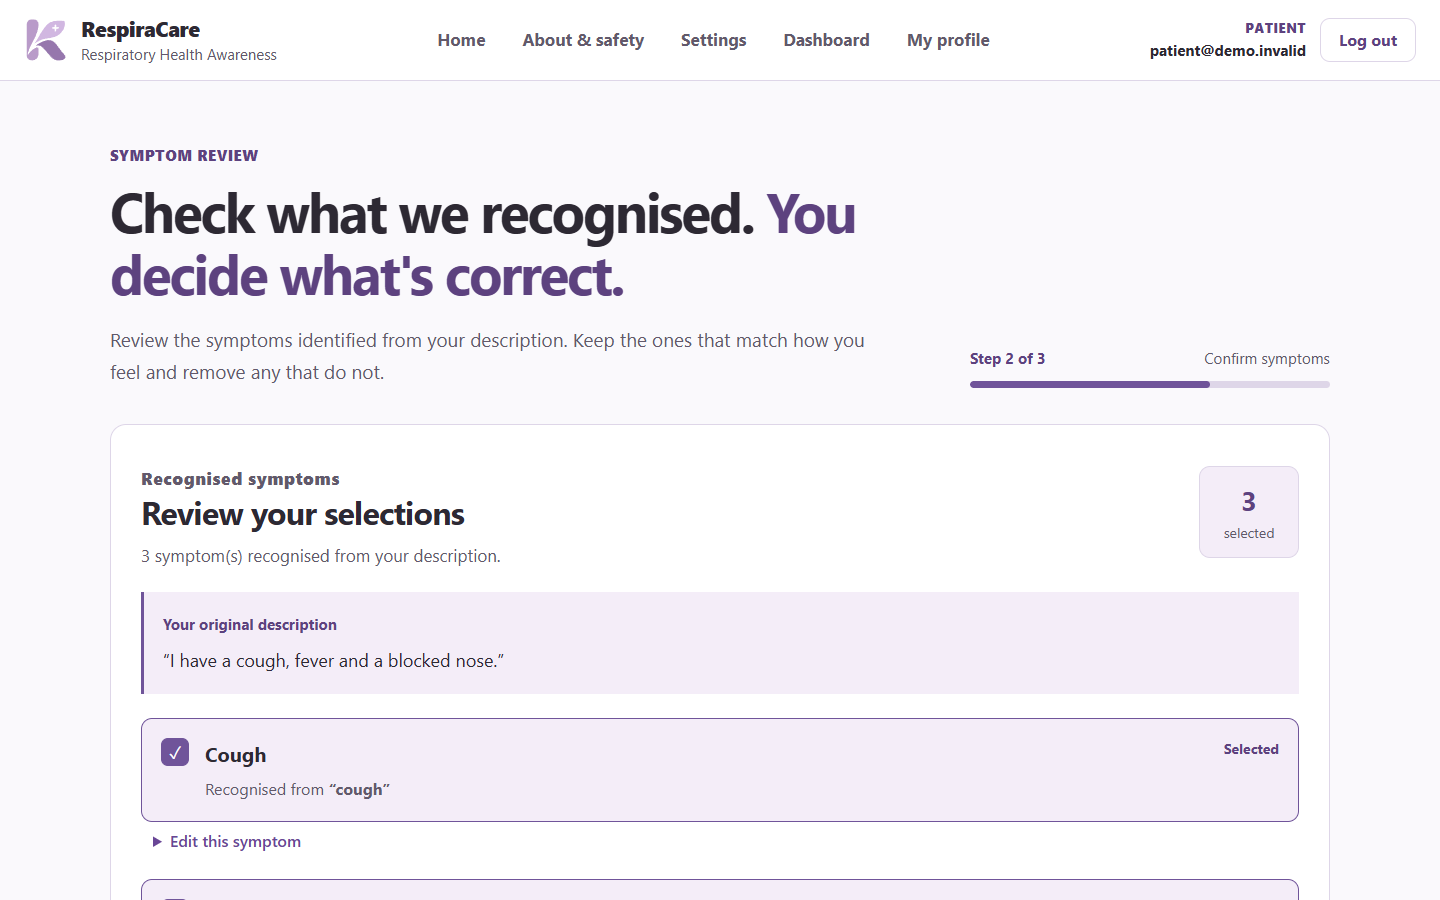 RespiraCare
Respiratory Health Awareness
Home
About & safety
Settings
Dashboard
My profile
PATIENT
patient@demo.invalid
Log out
SYMPTOM REVIEW
Check what we recognised. You
decide what's correct.
Review the symptoms identified from your description. Keep the ones that match how you
feel and remove any that do not.
Step 2 of 3
Confirm symptoms
Recognised symptoms
Review your selections
3 symptom(s) recognised from your description.
3
selected
Your original description
“I have a cough, fever and a blocked nose.”
Cough
Selected
Recognised from “cough”
Edit this symptom